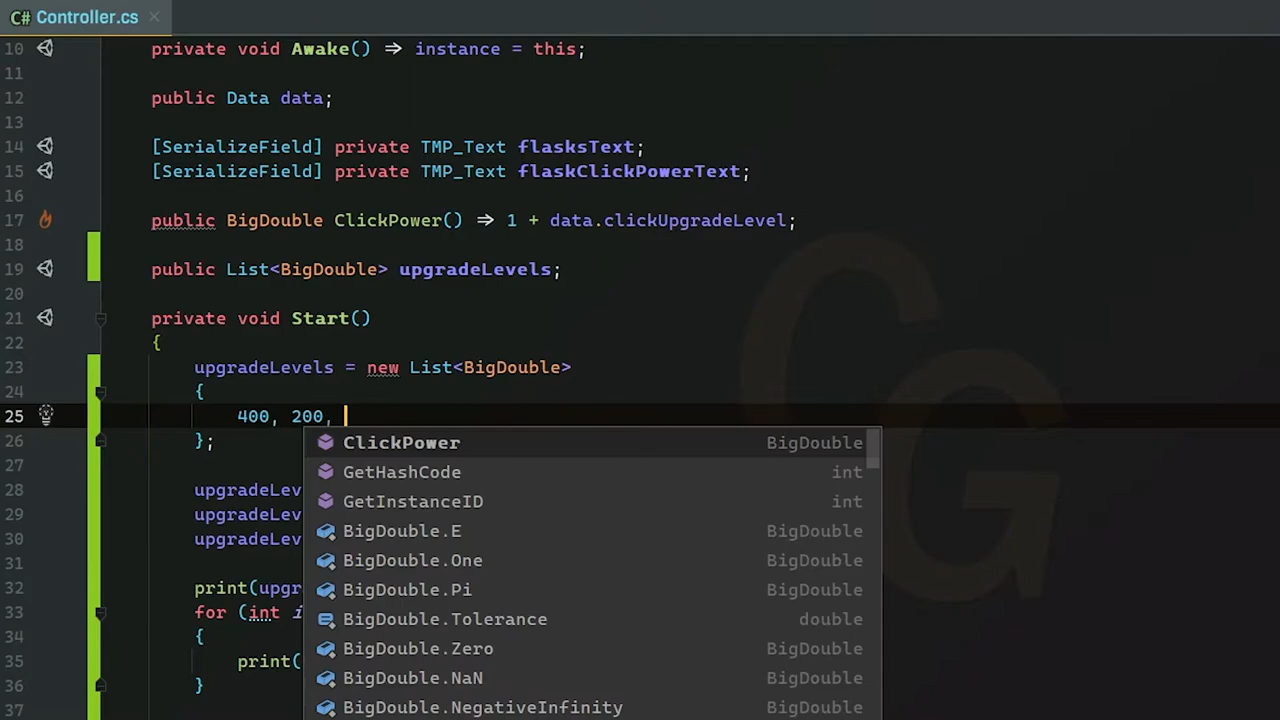 C# Controller.cs ×
10 private void Awake() => instance = this;
11
12 public Data data;
13
14 [SerializeField] private TMP_Text flasksText;
15 [SerializeField] private TMP_Text flaskClickPowerText;
16
17 public BigDouble ClickPower() => 1 + data.clickUpgradeLevel;
18
19 public List<BigDouble> upgradeLevels;
20
21 private void Start()
22 {
23 upgradeLevels = new List<BigDouble>
24 {
25 400, 200,
26 };
27
28 upgradeLev
29 upgradeLev
30 upgradeLev
31
32 print(upgr
33 for (int i
34 {
35 print(
36 }
37
ClickPower BigDouble
GetHashCode int
GetInstanceID int
BigDouble.E BigDouble
BigDouble.One BigDouble
BigDouble.Pi BigDouble
BigDouble.Tolerance double
BigDouble.Zero BigDouble
BigDouble.NaN BigDouble
BigDouble.NegativeInfinity BigDouble
CG